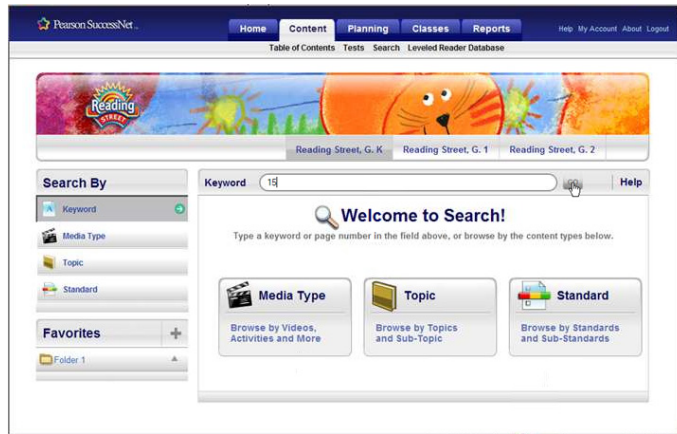 Pearson SuccessNet
Home Content Planning Classes Reports
Help My Account About Logout
Table of Contents Tests Search Leveled Reader Database
Reading
STREET
Reading Street, G. K Reading Street, G. 1 Reading Street, G. 2
Search By
Keyword
Media Type
Topic
Standard
Favorites +
Folder 1
Keyword 15 GO Help
Welcome to Search!
Type a keyword or page number in the field above, or browse by the content types below.
Media Type
Browse by Videos,
Activities and More
Topic
Browse by Topics
and Sub-Topic
Standard
Browse by Standards
and Sub-Standards